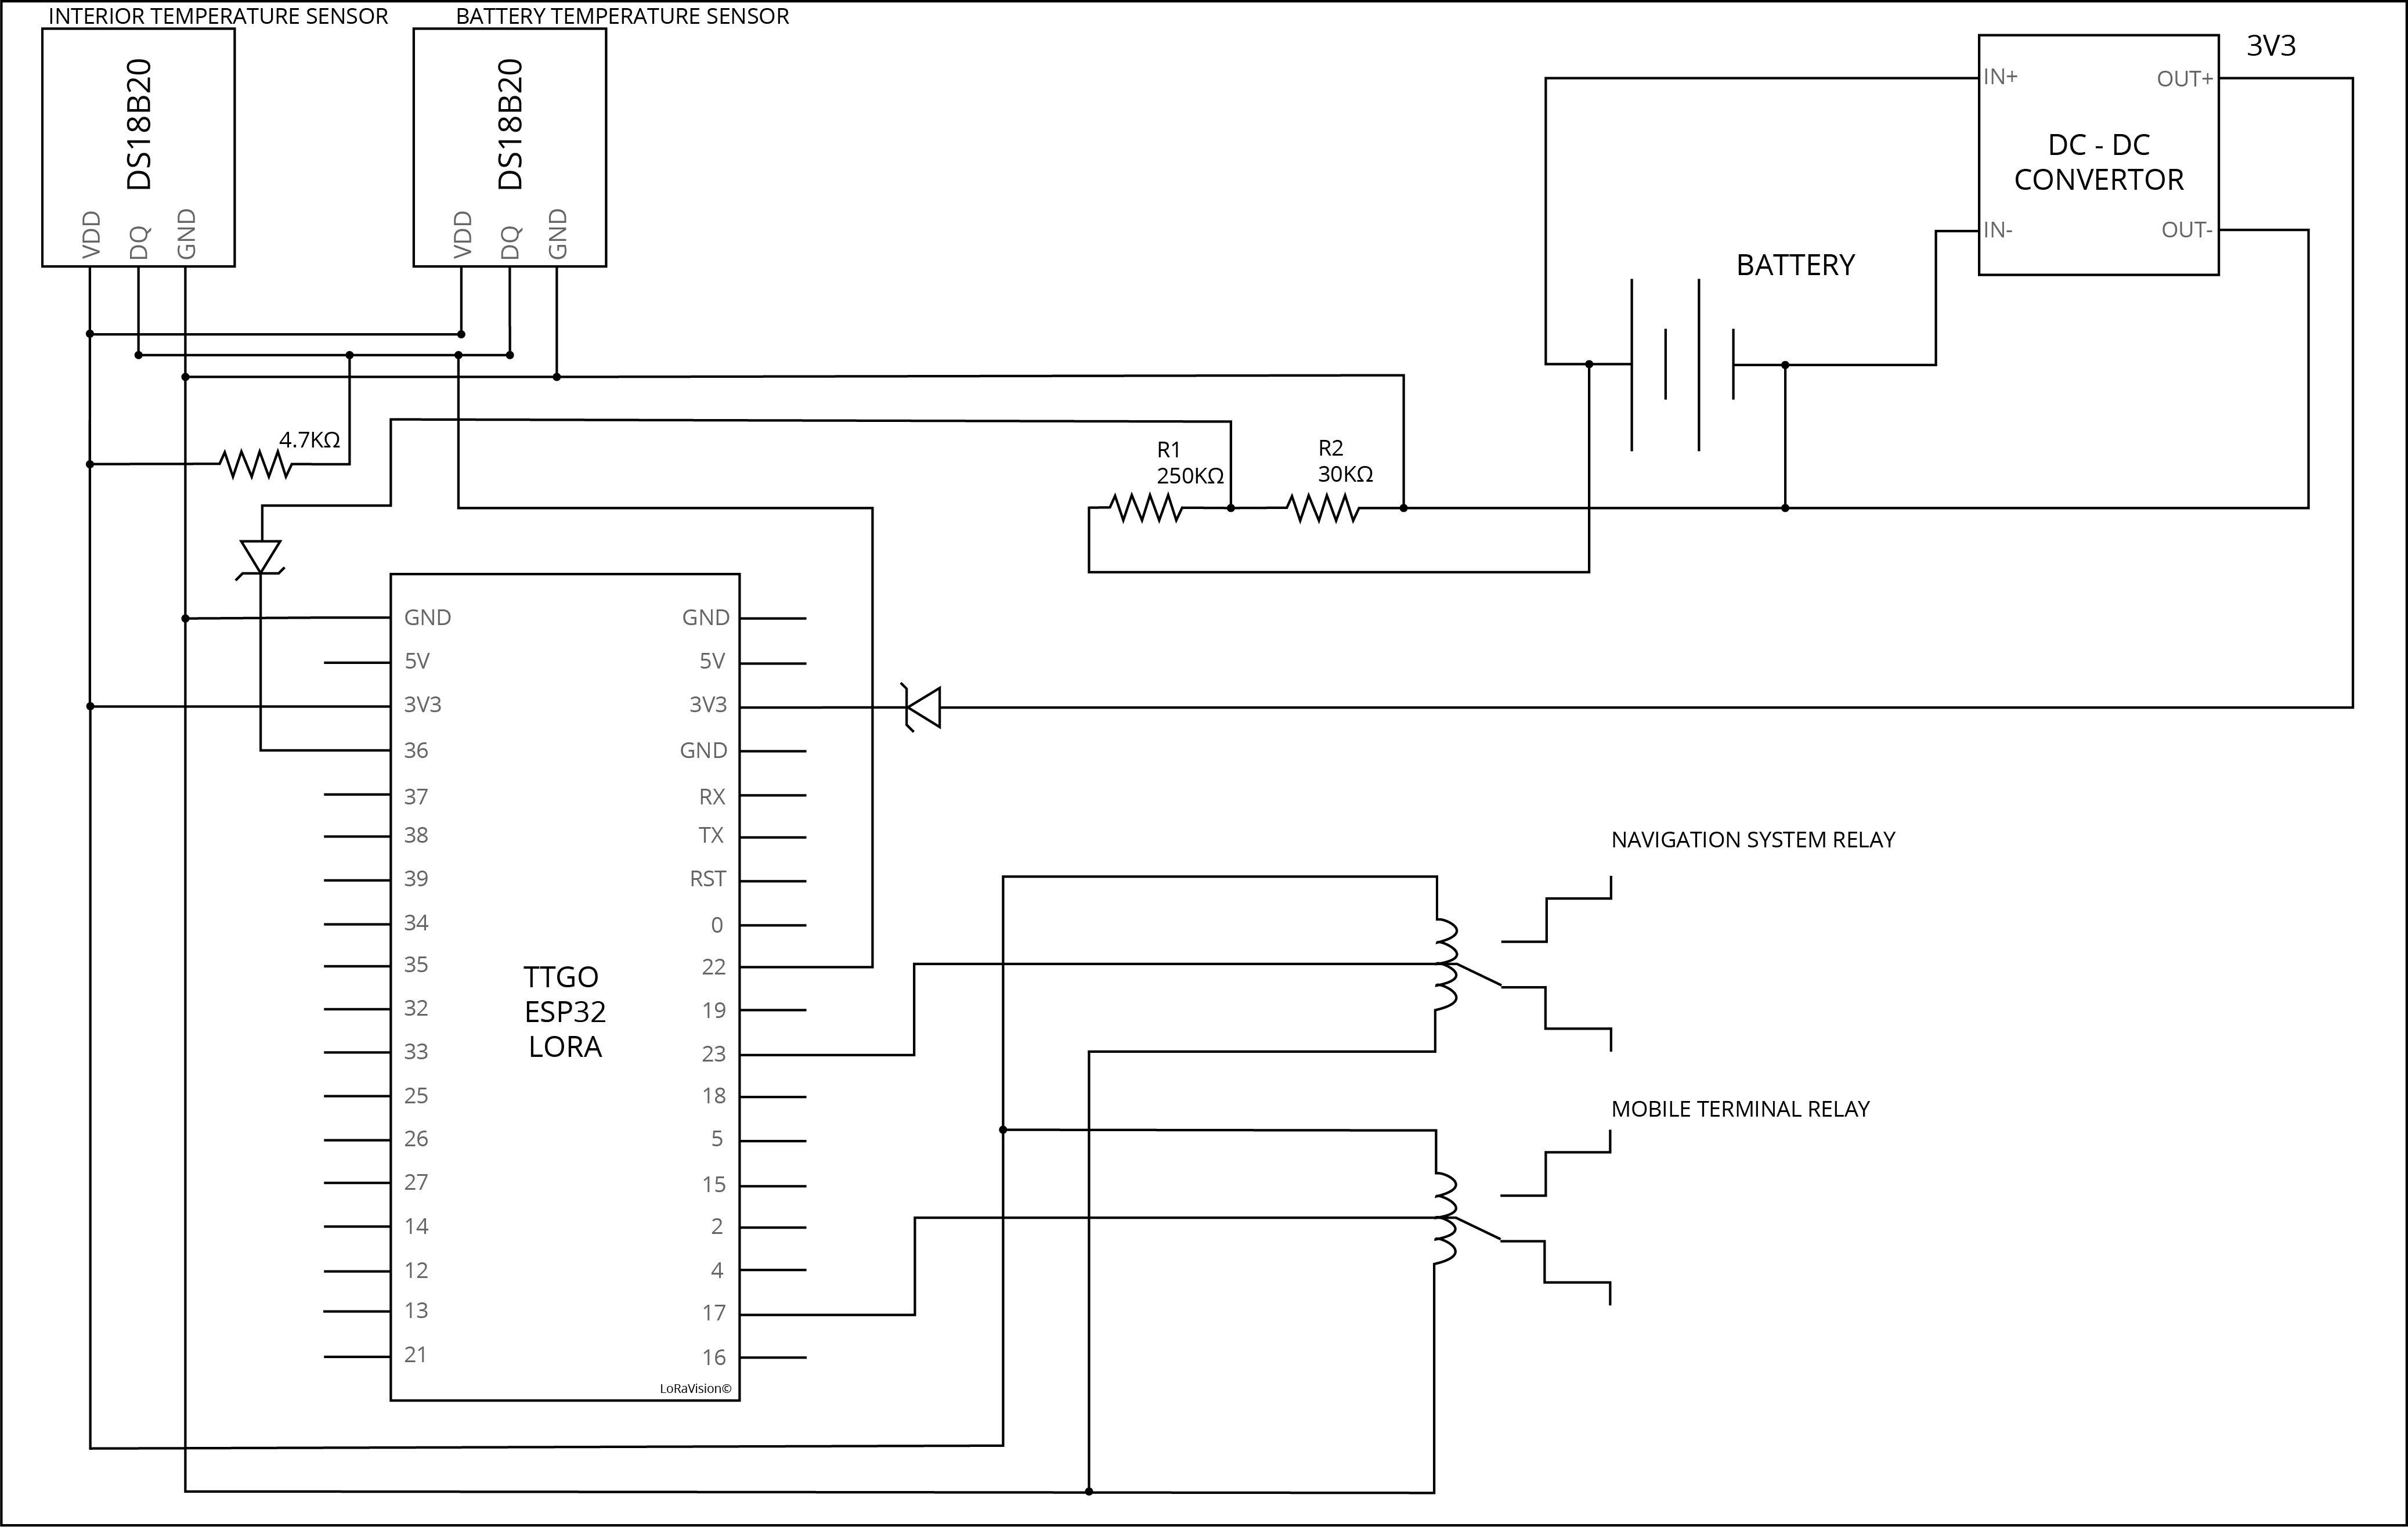 INTERIOR TEMPERATURE SENSOR
DS18B20
VDD
DQ
GND
BATTERY TEMPERATURE SENSOR
DS18B20
VDD
DQ
GND
3V3
IN+
OUT+
DC - DC
CONVERTOR
IN-
OUT-
BATTERY
4.7KΩ
R1
250KΩ
R2
30KΩ
GND
5V
3V3
36
37
38
39
34
35
32
33
25
26
27
14
12
13
21
TTGO
ESP32
LORA
GND
5V
3V3
GND
RX
TX
RST
0
22
19
23
18
5
15
2
4
17
16
LoRaVision©
NAVIGATION SYSTEM RELAY
MOBILE TERMINAL RELAY